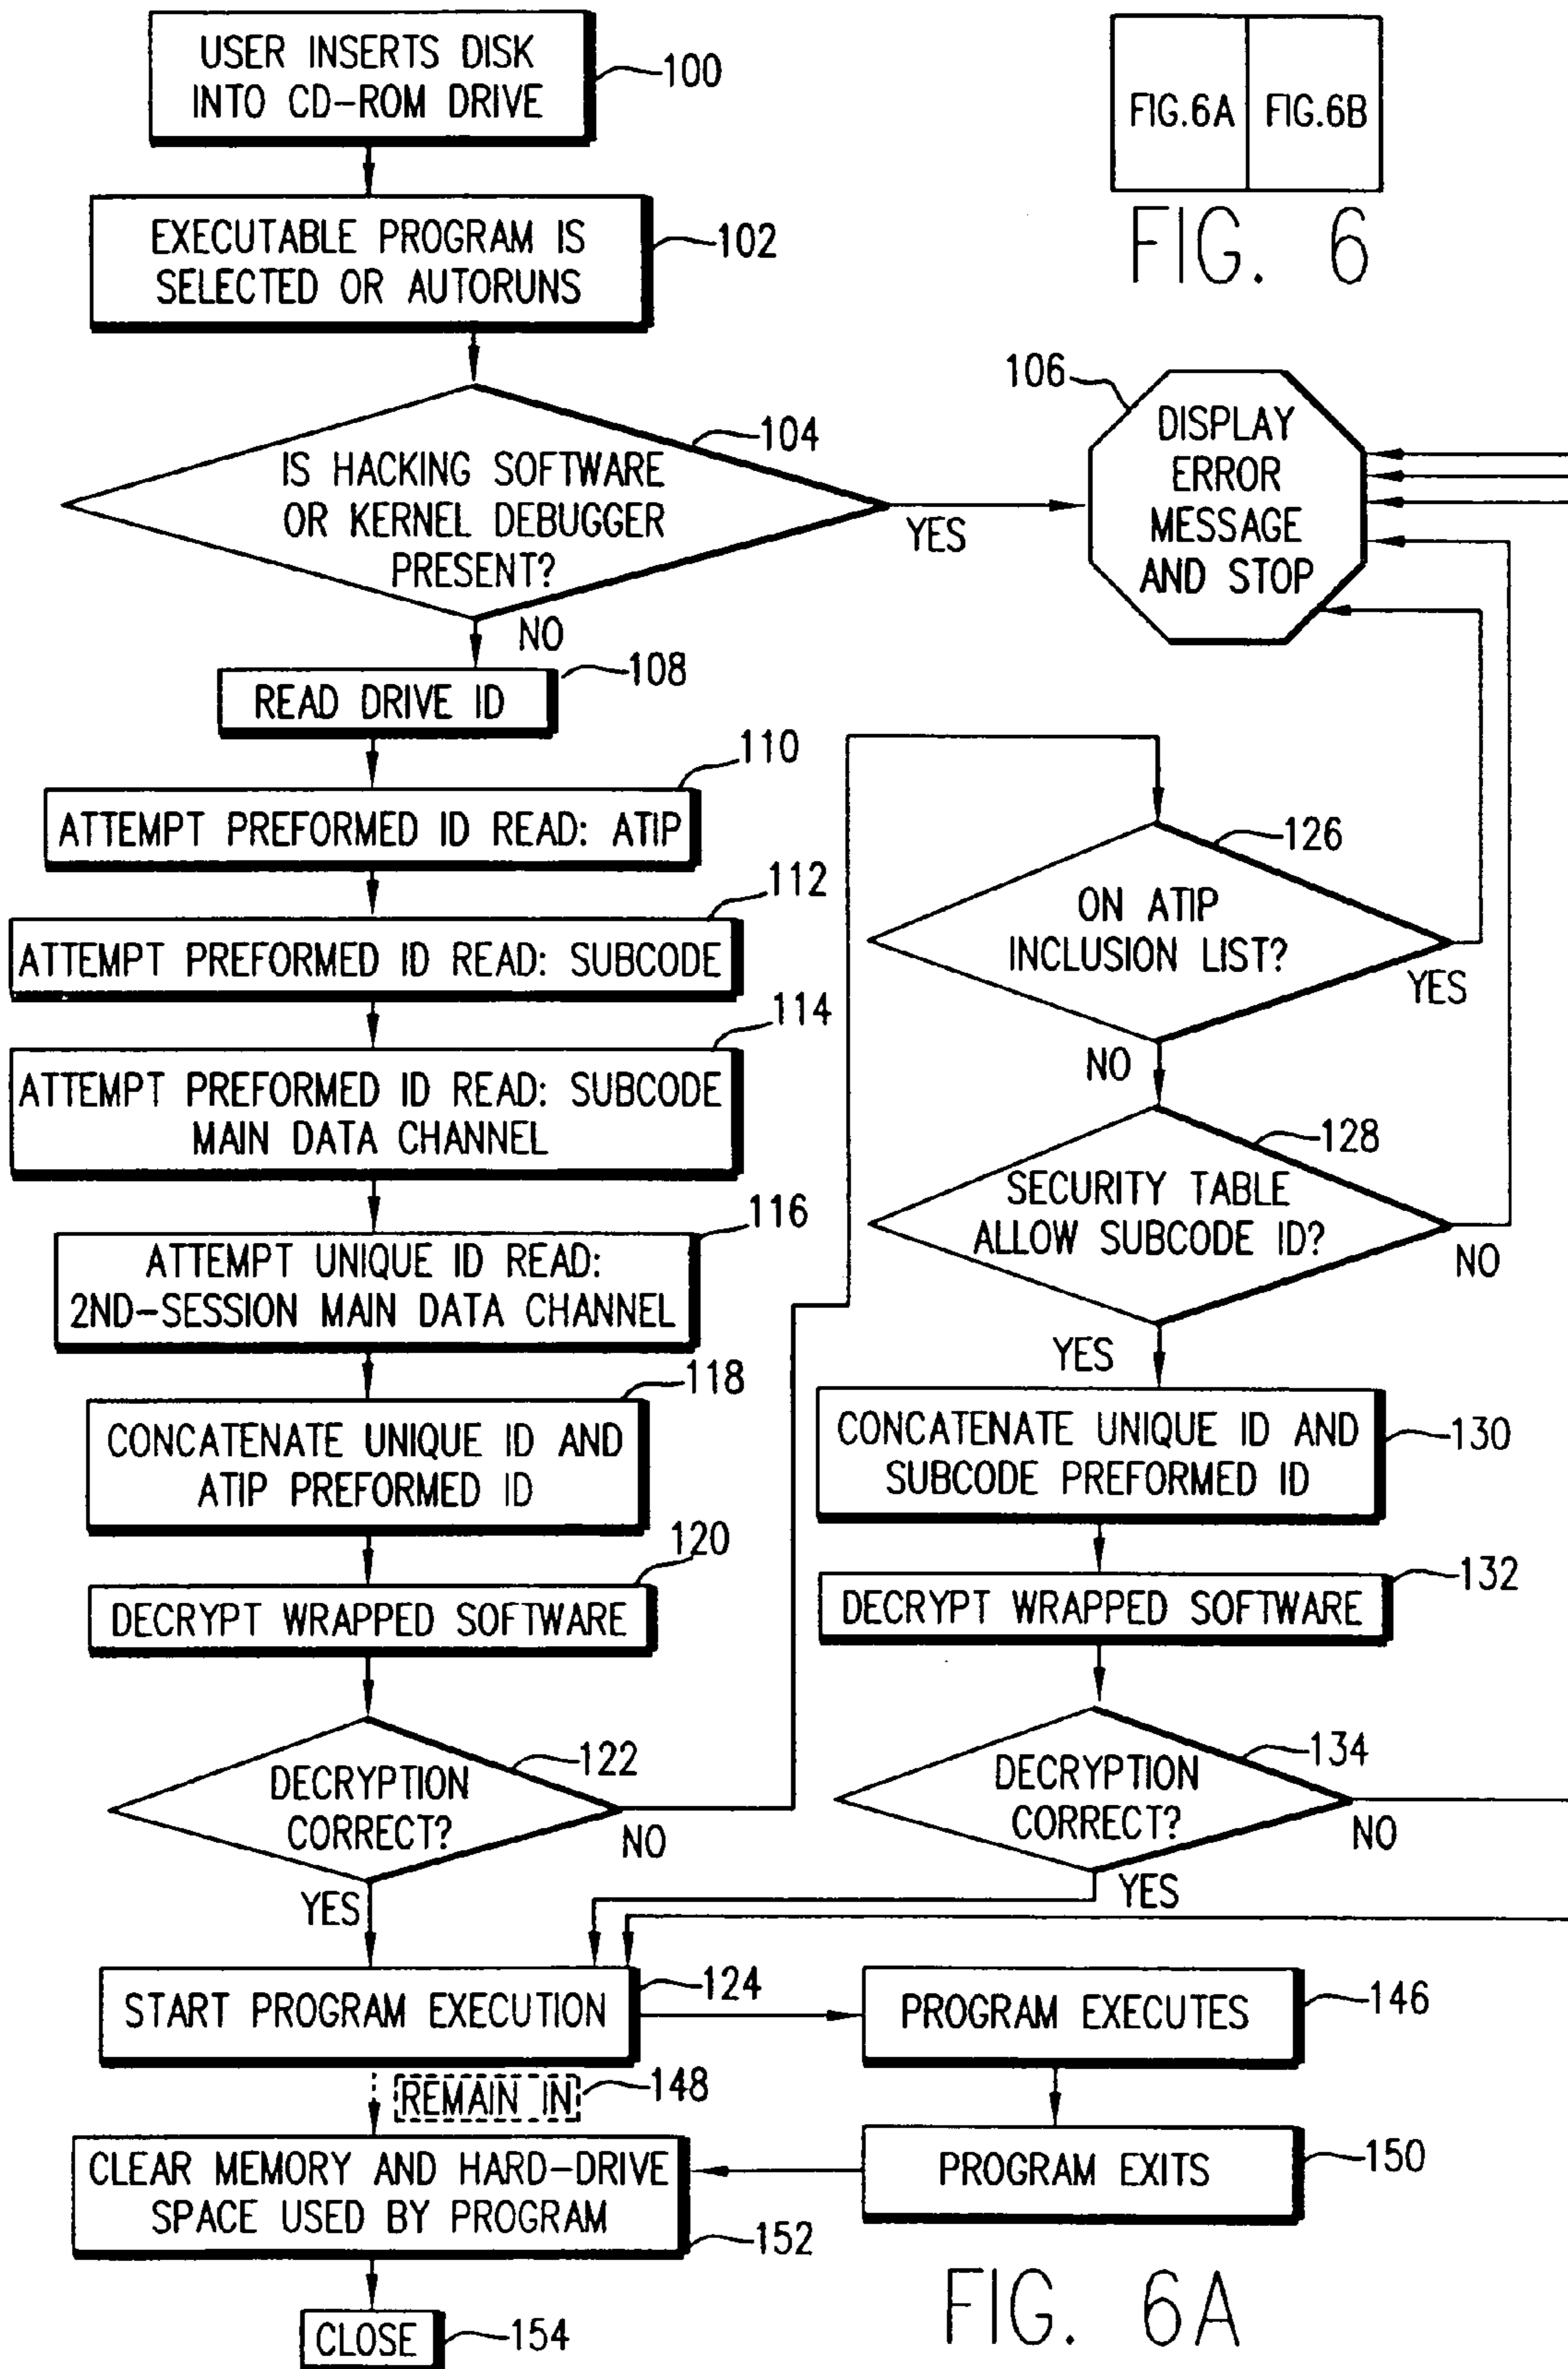 USER INSERTS DISK
INTO CD-ROM DRIVE
100
EXECUTABLE PROGRAM IS
SELECTED OR AUTORUNS
102
IS HACKING SOFTWARE
OR KERNEL DEBUGGER
PRESENT?
104
YES
NO
READ DRIVE ID
108
ATTEMPT PREFORMED ID READ: ATIP
110
ATTEMPT PREFORMED ID READ: SUBCODE
112
ATTEMPT PREFORMED ID READ: SUBCODE
MAIN DATA CHANNEL
114
ATTEMPT UNIQUE ID READ:
2ND-SESSION MAIN DATA CHANNEL
116
CONCATENATE UNIQUE ID AND
ATIP PREFORMED ID
118
DECRYPT WRAPPED SOFTWARE
120
DECRYPTION
CORRECT?
122
NO
YES
START PROGRAM EXECUTION
124
REMAIN IN
148
CLEAR MEMORY AND HARD-DRIVE
SPACE USED BY PROGRAM
152
CLOSE
154
FIG.6A
FIG.6B
FIG. 6
106
DISPLAY
ERROR
MESSAGE
AND STOP
126
ON ATIP
INCLUSION LIST?
YES
NO
128
SECURITY TABLE
ALLOW SUBCODE ID?
NO
YES
CONCATENATE UNIQUE ID AND
SUBCODE PREFORMED ID
130
DECRYPT WRAPPED SOFTWARE
132
DECRYPTION
CORRECT?
134
NO
YES
PROGRAM EXECUTES
146
PROGRAM EXITS
150
FIG. 6A